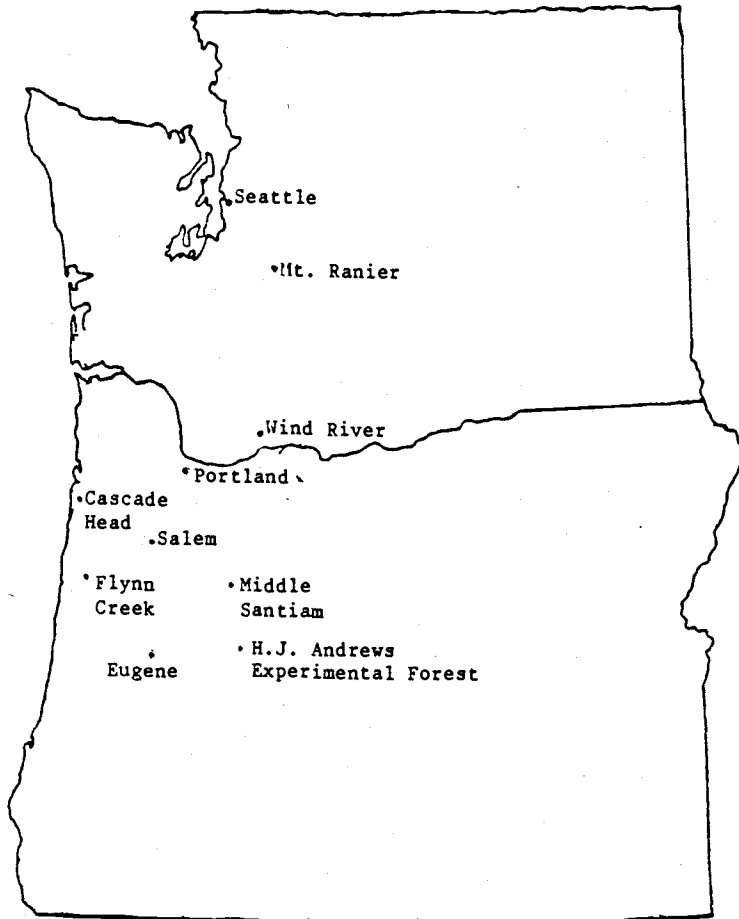 Seattle
Mt. Ranier
Wind River
Portland
Cascade
Head
Salem
Flynn
Creek
Middle
Santiam
Eugene
H.J. Andrews
Experimental Forest